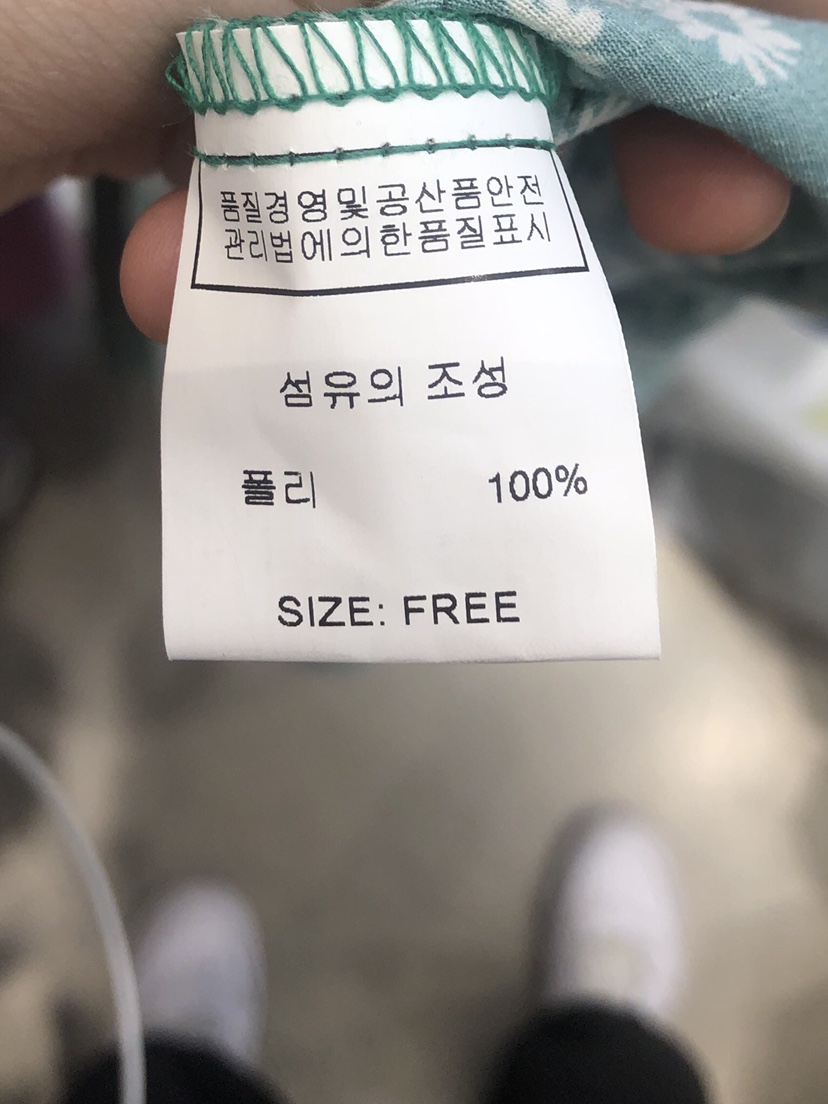 품질경영및공산품안전
관리법에의한품질표시
섬유의 조성
폴리 100%
SIZE: FREE